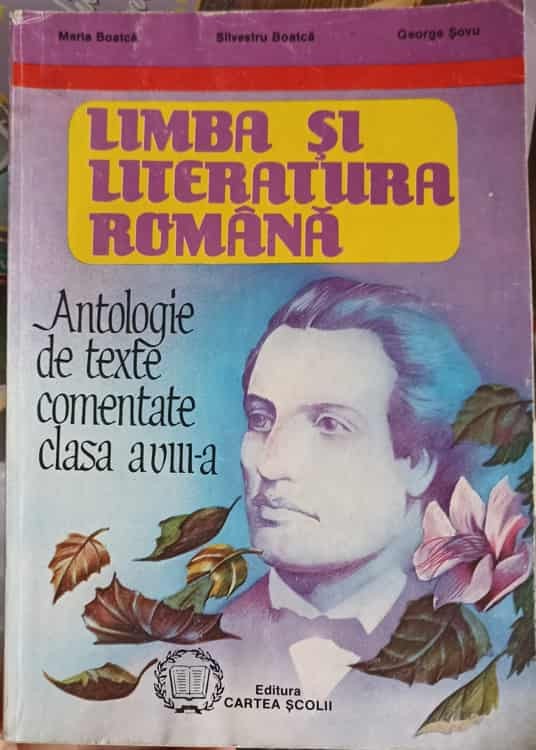 Maria Boatcă Silvestru Boatcă George Șovu
LIMBA ȘI
LITERATURA
ROMÂNĂ
Antologie
de texte
comentate
clasa a VIII-a
Editura
CARTEA ȘCOLII